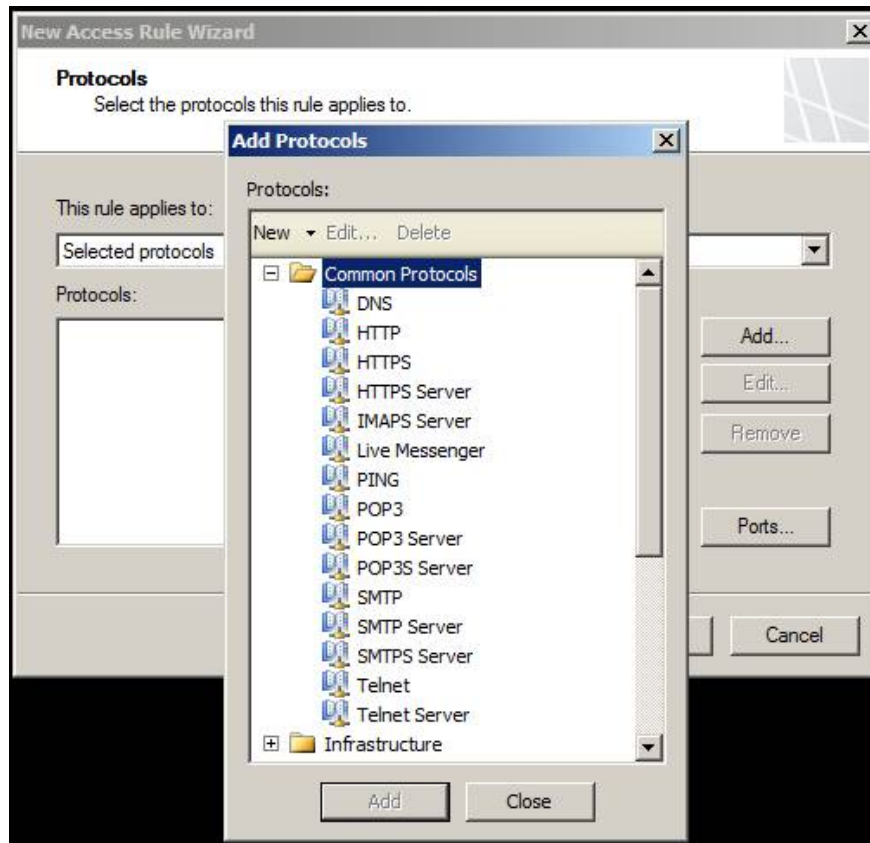 New Access Rule Wizard
Protocols
Select the protocols this rule applies to.
Add Protocols
Protocols:
This rule applies to:
New Edit... Delete
Selected protocols
Common Protocols
Protocols:
DNS
HTTP
Add...
HTTPS
Edit...
HTTPS Server
IMAPS Server
Remove
Live Messenger
PING
POP3
Ports...
POP3 Server
POP3S Server
SMTP
SMTP Server
Cancel
SMTPS Server
Telnet
Telnet Server
Infrastructure
Add Close